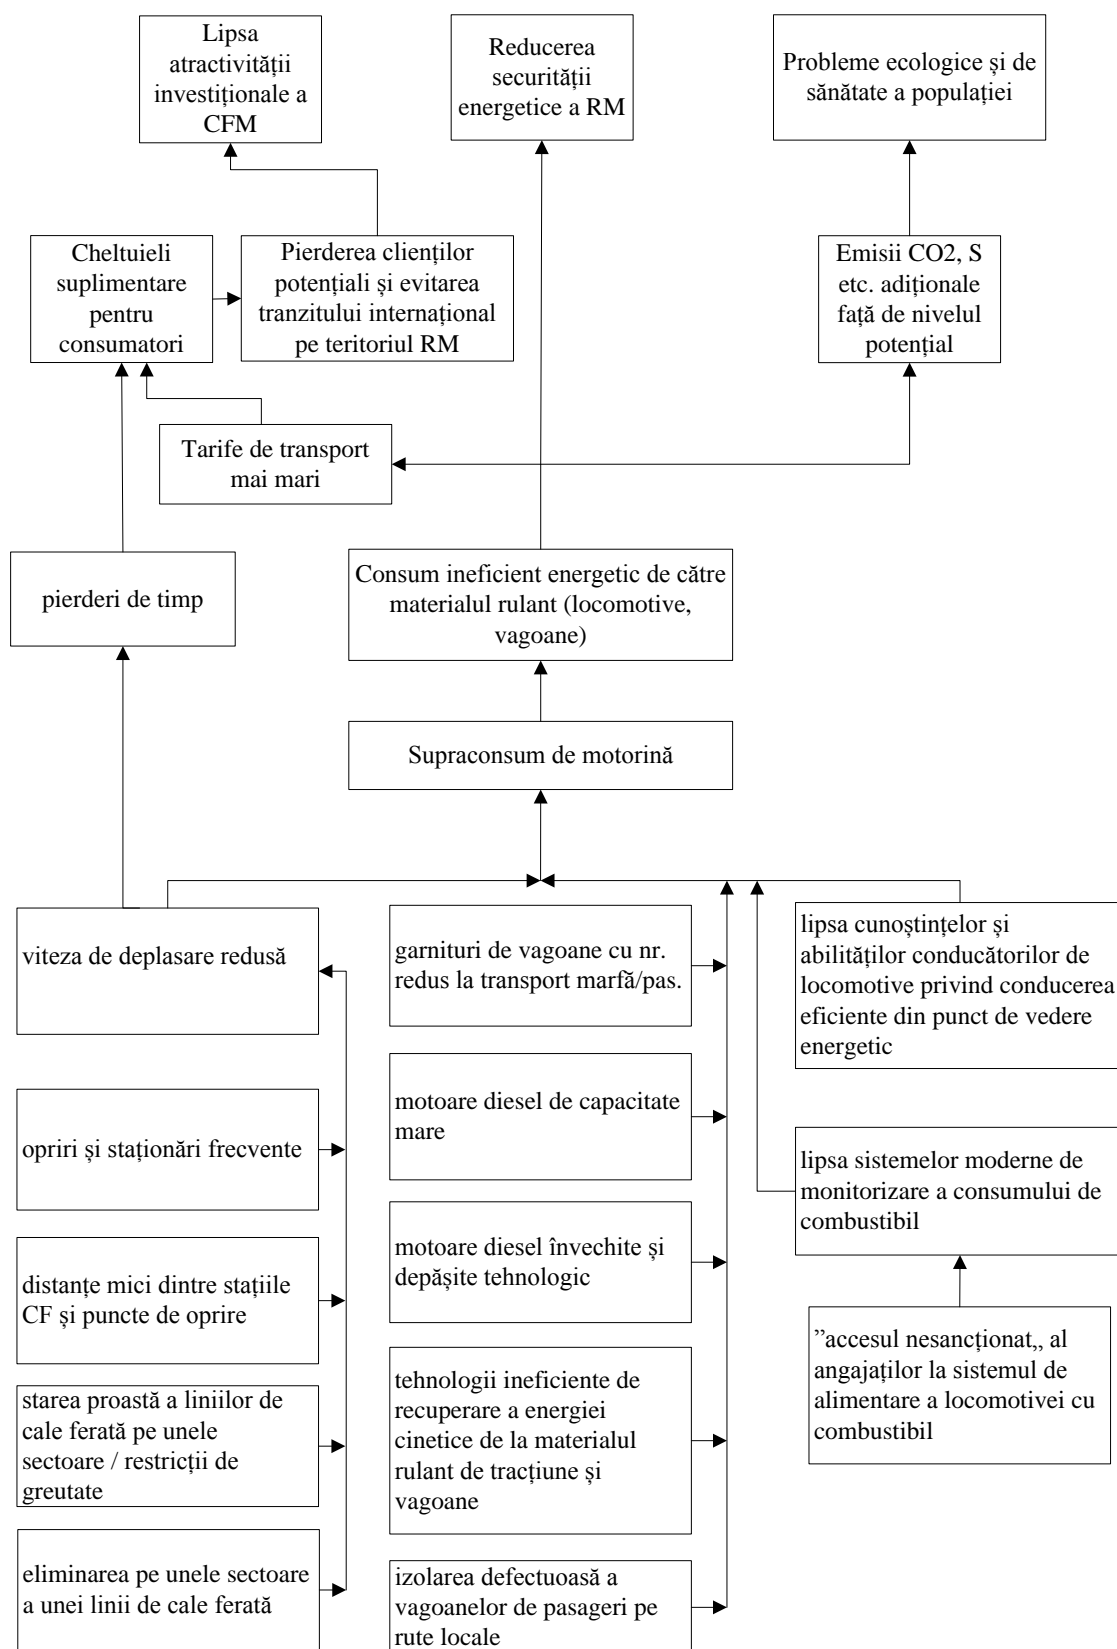 Lipsa
atractivității
investiționale a
CFM
Reducerea
securității
energetice a RM
Probleme ecologice și de
sănătate a populației
Cheltuieli
suplimentare
pentru
consumatori
Pierderea clienților
potențiali și evitarea
tranzitului internațional
pe teritoriul RM
Emisii CO2, S
etc. adiționale
față de nivelul
potențial
Tarife de transport
mai mari
pierderi de timp
Consum ineficient energetic de către
materialul rulant (locomotive,
vagoane)
Supraconsum de motorină
viteza de deplasare redusă
opriri și staționări frecvente
distanțe mici dintre stațiile
CF și puncte de oprire
starea proastă a liniilor de
cale ferată pe unele
sectoare / restricții de
greutate
eliminarea pe unele sectoare
a unei linii de cale ferată
garnituri de vagoane cu nr.
redus la transport marfă/pas.
motoare diesel de capacitate
mare
motoare diesel învechite și
depășite tehnologic
tehnologii ineficiente de
recuperare a energiei
cinetice de la materialul
rulant de tracțiune și
vagoane
izolarea defectuoasă a
vagoanelor de pasageri pe
rute locale
lipsa cunoștințelor și
abilităților conducătorilor de
locomotive privind conducerea
eficiente din punct de vedere
energetic
lipsa sistemelor moderne de
monitorizare a consumului de
combustibil
”accesul nesancționat„ al
angajaților la sistemul de
alimentare a locomotivei cu
combustibil